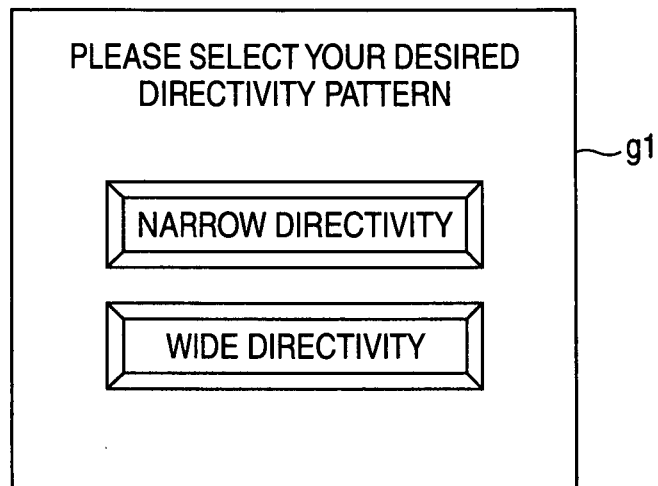 PLEASE SELECT YOUR DESIRED
DIRECTIVITY PATTERN
g1
NARROW DIRECTIVITY
WIDE DIRECTIVITY